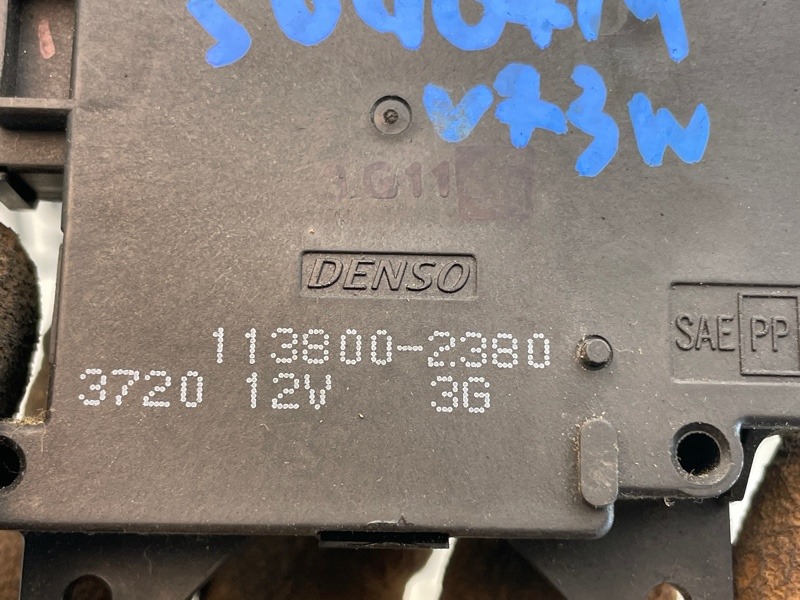 V73W
DENSO
113800-2380
SAE PP
3720 12V 3G